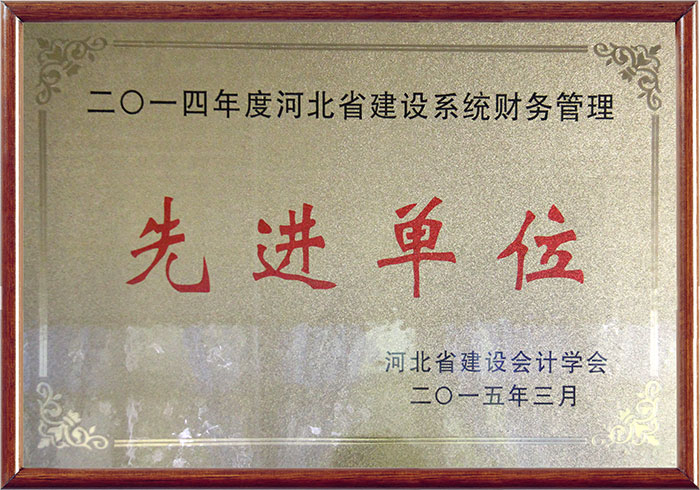 二〇一四年度河北省建设系统财务管理
先进单位
河北省建设会计学会
二〇一五年三月